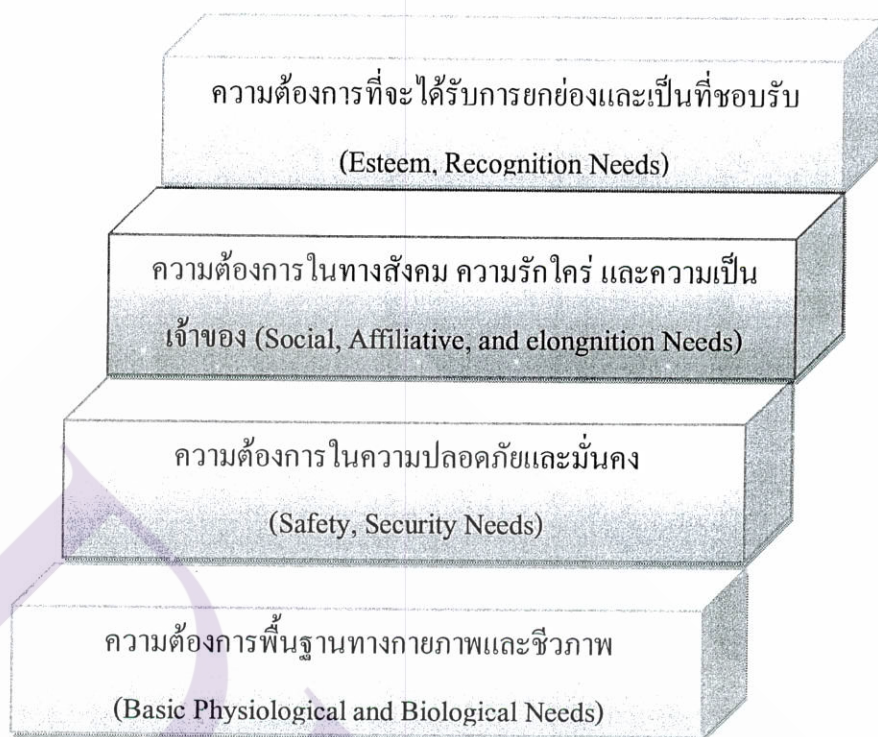 ความต้องการที่จะได้รับการยกย่องและเป็นที่ชอบรับ
(Esteem, Recognition Needs)
ความต้องการในทางสังคม ความรักใคร่ และความเป็น
เจ้าของ (Social, Affiliative, and elongnition Needs)
ความต้องการในความปลอดภัยและมั่นคง
(Safety, Security Needs)
ความต้องการพื้นฐานทางกายภาพและชีวภาพ
(Basic Physiological and Biological Needs)